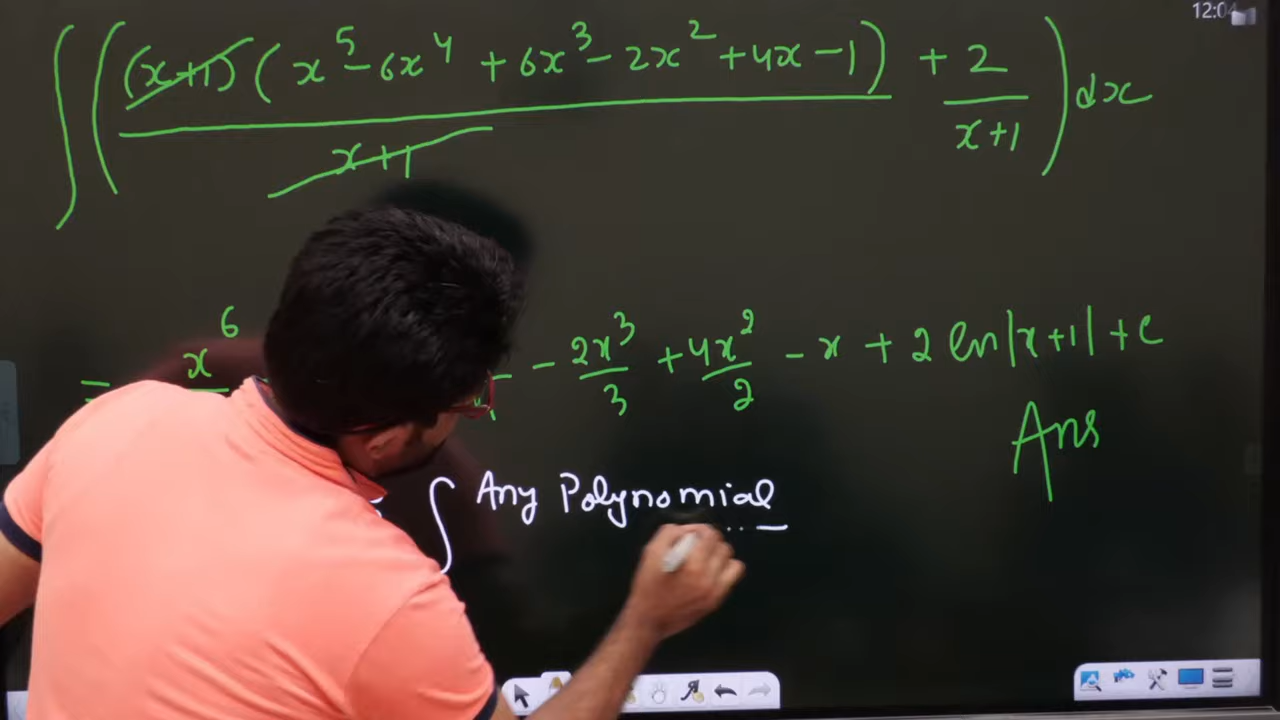 12:04
∫ ( (x+1)(x⁵ - 6x⁴ + 6x³ - 2x² + 4x - 1) / (x+1) + 2/(x+1) ) dx
= x⁶ - 2x³/3 + 4x²/2 - x + 2 ln|x+1| + c
Ans
∫ Any Polynomial